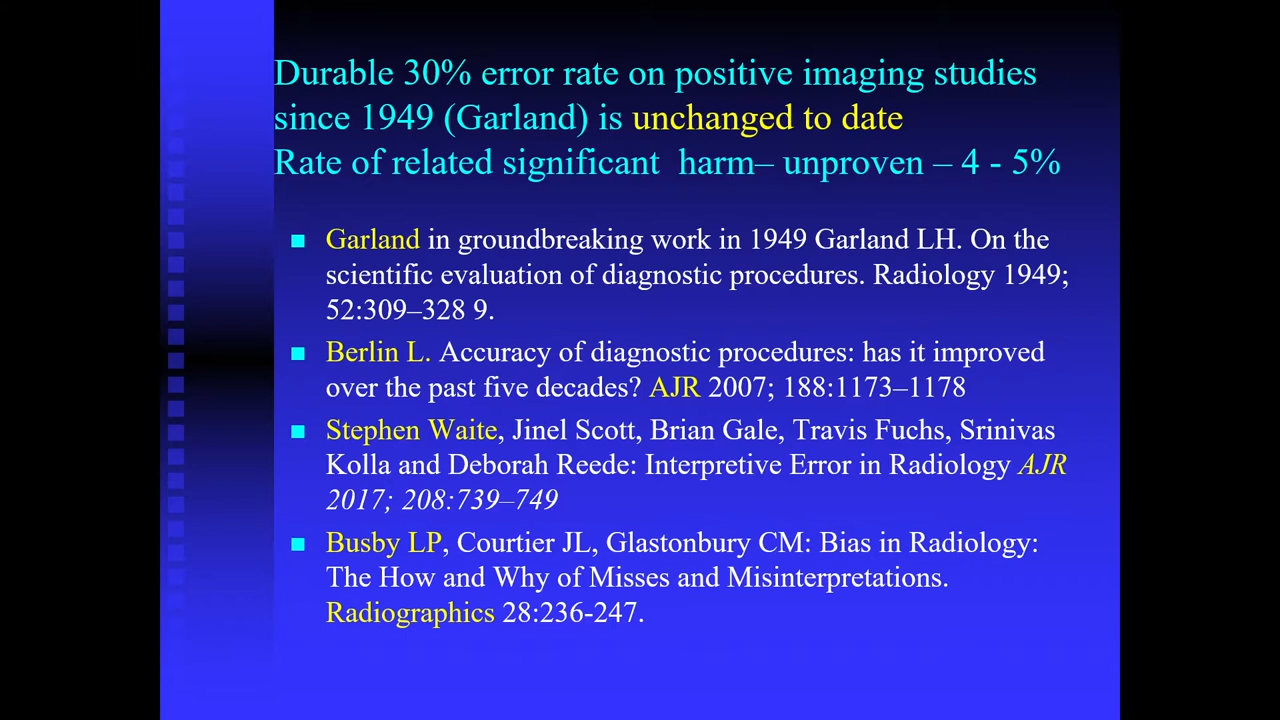 Durable 30% error rate on positive imaging studies
since 1949 (Garland) is unchanged to date
Rate of related significant harm– unproven – 4 - 5%
Garland in groundbreaking work in 1949 Garland LH. On the
scientific evaluation of diagnostic procedures. Radiology 1949;
52:309–328 9.
Berlin L. Accuracy of diagnostic procedures: has it improved
over the past five decades? AJR 2007; 188:1173–1178
Stephen Waite, Jinel Scott, Brian Gale, Travis Fuchs, Srinivas
Kolla and Deborah Reede: Interpretive Error in Radiology AJR
2017; 208:739–749
Busby LP, Courtier JL, Glastonbury CM: Bias in Radiology:
The How and Why of Misses and Misinterpretations.
Radiographics 28:236-247.